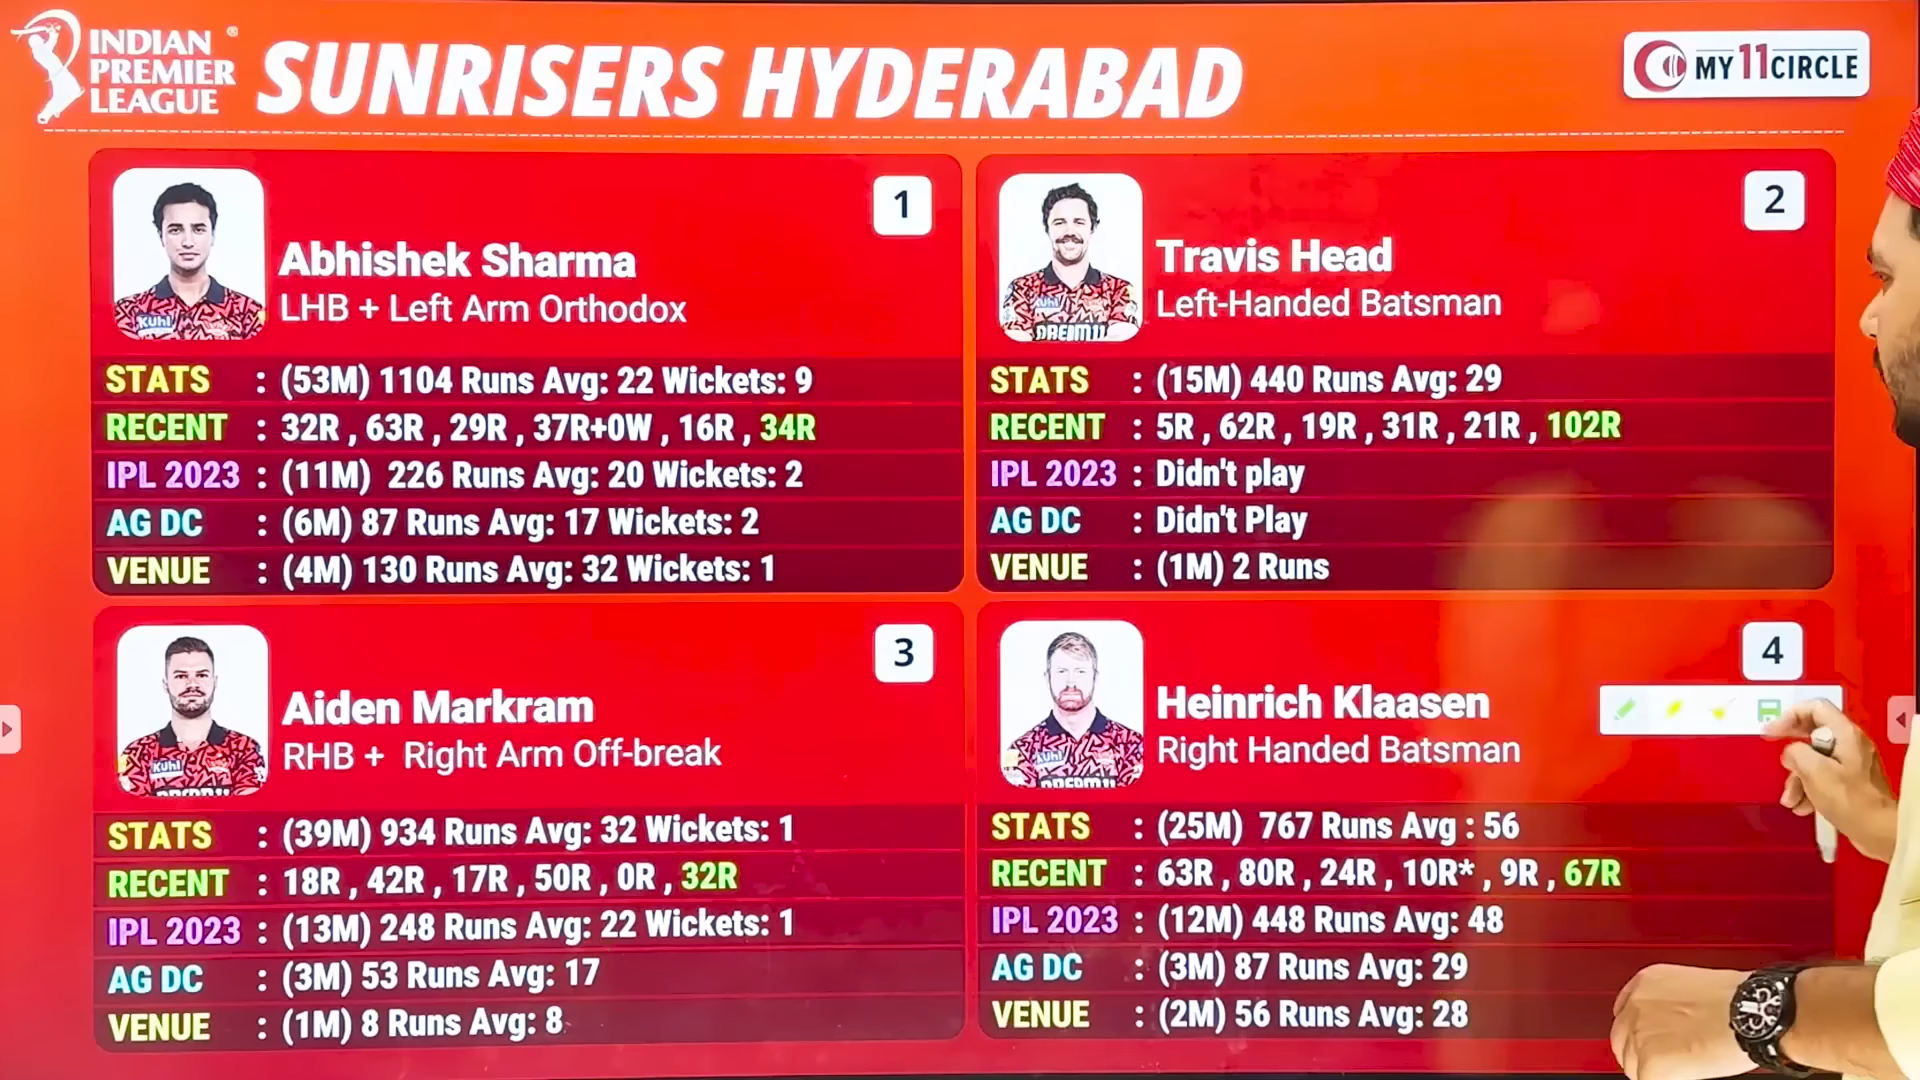 INDIAN
PREMIER
LEAGUE
®
SUNRISERS HYDERABAD
MY11CIRCLE
1
Abhishek Sharma
LHB + Left Arm Orthodox
Kuhl
STATS : (53M) 1104 Runs Avg: 22 Wickets: 9
RECENT : 32R , 63R , 29R , 37R+0W , 16R , 34R
IPL 2023 : (11M) 226 Runs Avg: 20 Wickets: 2
AG DC : (6M) 87 Runs Avg: 17 Wickets: 2
VENUE : (4M) 130 Runs Avg: 32 Wickets: 1
2
Travis Head
Left-Handed Batsman
Kuhl
DREAM11
STATS : (15M) 440 Runs Avg: 29
RECENT : 5R , 62R , 19R , 31R , 21R , 102R
IPL 2023 : Didn't play
AG DC : Didn't Play
VENUE : (1M) 2 Runs
3
Aiden Markram
RHB + Right Arm Off-break
Kuhl
DREAM11
STATS : (39M) 934 Runs Avg: 32 Wickets: 1
RECENT : 18R , 42R , 17R , 50R , 0R , 32R
IPL 2023 : (13M) 248 Runs Avg: 22 Wickets: 1
AG DC : (3M) 53 Runs Avg: 17
VENUE : (1M) 8 Runs Avg: 8
4
Heinrich Klaasen
Right Handed Batsman
Kuhl
DREAM11
STATS : (25M) 767 Runs Avg : 56
RECENT : 63R , 80R , 24R , 10R* , 9R , 67R
IPL 2023 : (12M) 448 Runs Avg: 48
AG DC : (3M) 87 Runs Avg: 29
VENUE : (2M) 56 Runs Avg: 28